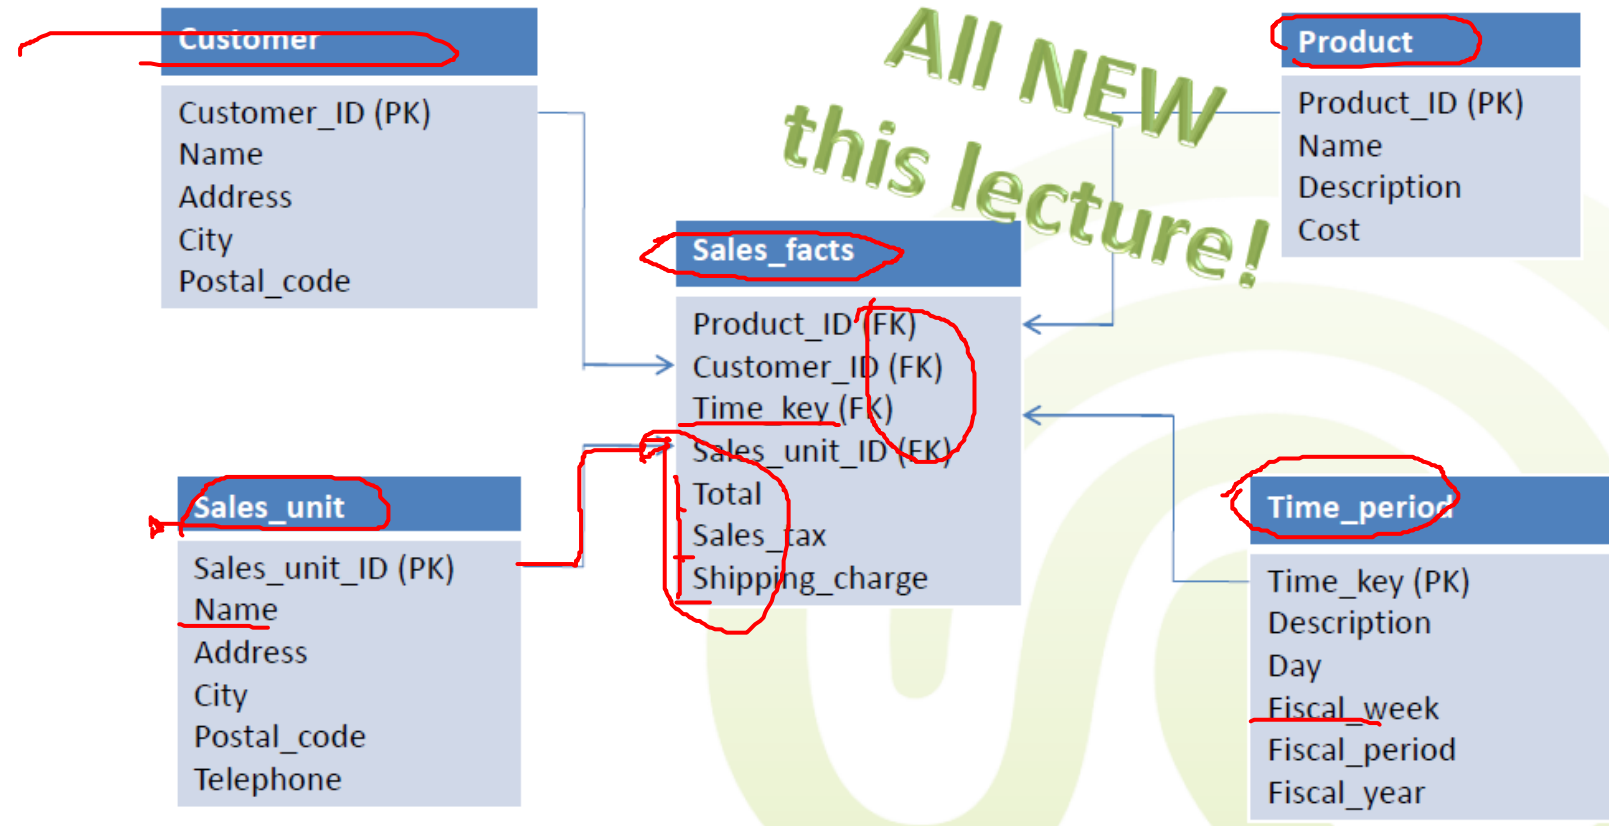 Customer
Customer_ID (PK)
Name
Address
City
Postal_code
All NEW
this lecture!
Product
Product_ID (PK)
Name
Description
Cost
Sales_facts
Product_ID (FK)
Customer_ID (FK)
Time_key (FK)
Sales_unit_ID (FK)
Total
Sales_tax
Shipping_charge
Sales_unit
Sales_unit_ID (PK)
Name
Address
City
Postal_code
Telephone
Time_period
Time_key (PK)
Description
Day
Fiscal_week
Fiscal_period
Fiscal_year